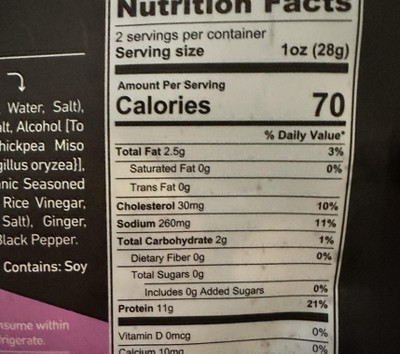 Nutrition Facts
2 servings per container
Serving size 1oz (28g)
Amount Per Serving
Calories 70
% Daily Value*
Total Fat 2.5g 3%
Saturated Fat 0g 0%
Trans Fat 0g
Cholesterol 30mg 10%
Sodium 260mg 11%
Total Carbohydrate 2g 1%
Dietary Fiber 0g 0%
Total Sugars 0g
Includes 0g Added Sugars 0%
Protein 11g 21%
Vitamin D 0mcg 0%
Calcium 10mg 0%
Water, Salt),
alt, Alcohol [To
hickpea Miso
gillus oryzea}],
nic Seasoned
Rice Vinegar,
Salt), Ginger,
Black Pepper.
Contains: Soy
nsume within
rigerate.